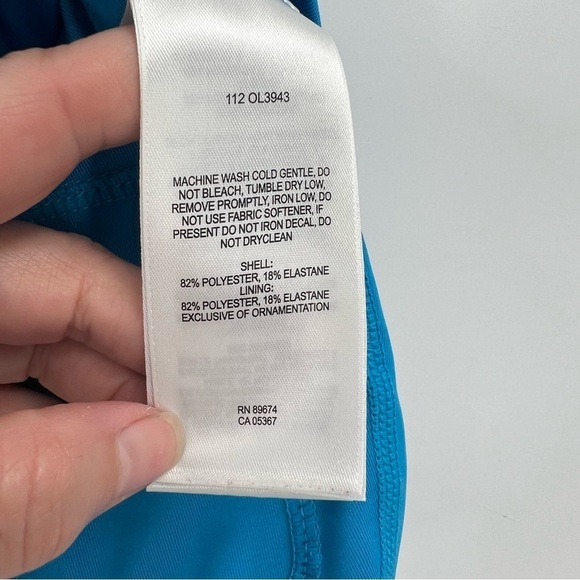 112 OL3943
MACHINE WASH COLD GENTLE, DO
NOT BLEACH, TUMBLE DRY LOW,
REMOVE PROMPTLY, IRON LOW, DO
NOT USE FABRIC SOFTENER, IF
PRESENT DO NOT IRON DECAL, DO
NOT DRYCLEAN
SHELL:
82% POLYESTER, 18% ELASTANE
LINING:
82% POLYESTER, 18% ELASTANE
EXCLUSIVE OF ORNAMENTATION
RN 89674
CA 05367